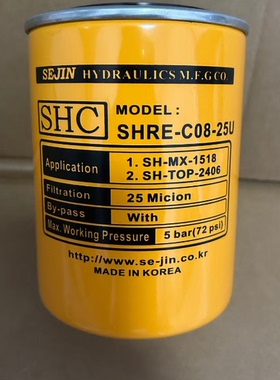 SEJIN HYDRAULICS M.F.G CO.
SHC
MODEL :
SHRE-C08-25U
Application 1. SH-MX-1518
2. SH-TOP-2406
Filtration 25 Micion
By-pass With
Max. Working Pressure 5 bar(72 psi)
http://www.se-jin.co.kr
MADE IN KOREA